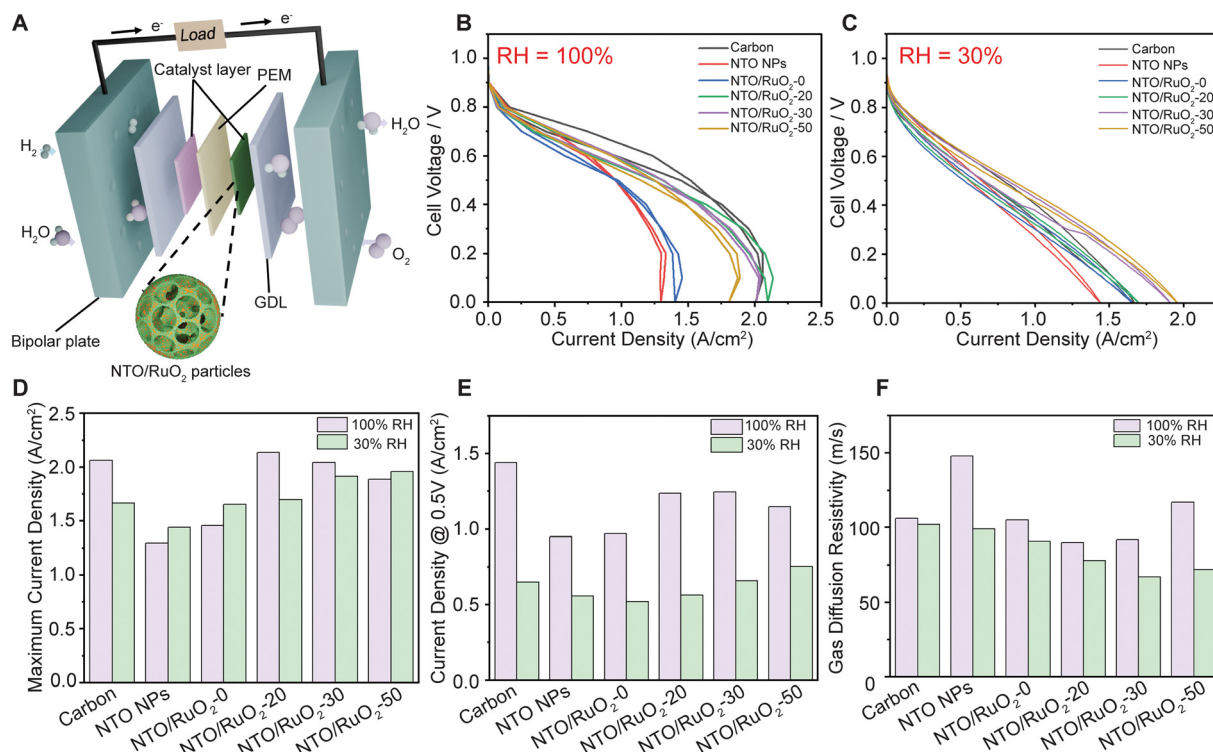 A
e⁻
Load
e⁻
Catalyst layer
PEM
H₂
H₂O
H₂O
O₂
GDL
Bipolar plate
NTO/RuO₂ particles
B
RH = 100%
Carbon
NTO NPs
NTO/RuO₂-0
NTO/RuO₂-20
NTO/RuO₂-30
NTO/RuO₂-50
Cell Voltage / V
1.0
0.8
0.6
0.4
0.2
0.0
0.0 0.5 1.0 1.5 2.0 2.5
Current Density (A/cm²)
C
RH = 30%
Carbon
NTO NPs
NTO/RuO₂-0
NTO/RuO₂-20
NTO/RuO₂-30
NTO/RuO₂-50
Cell Voltage / V
1.0
0.8
0.6
0.4
0.2
0.0
0.0 0.5 1.0 1.5 2.0
Current Density (A/cm²)
D
100% RH
30% RH
Maximum Current Density (A/cm²)
2.5
2.0
1.5
1.0
0.5
0.0
Carbon
NTO NPs
NTO/RuO₂-0
NTO/RuO₂-20
NTO/RuO₂-30
NTO/RuO₂-50
E
100% RH
30% RH
Current Density @ 0.5V (A/cm²)
1.5
1.0
0.5
0.0
Carbon
NTO NPs
NTO/RuO₂-0
NTO/RuO₂-20
NTO/RuO₂-30
NTO/RuO₂-50
F
100% RH
30% RH
Gas Diffusion Resistivity (m/s)
150
100
50
0
Carbon
NTO NPs
NTO/RuO₂-0
NTO/RuO₂-20
NTO/RuO₂-30
NTO/RuO₂-50